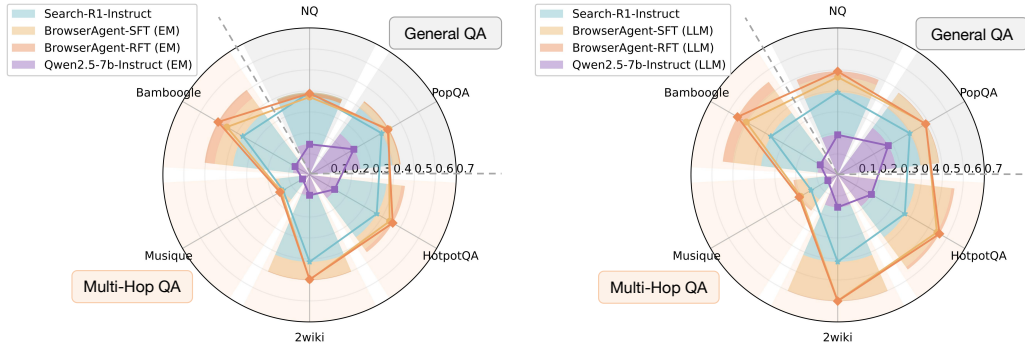 Search-R1-Instruct
BrowserAgent-SFT (EM)
BrowserAgent-RFT (EM)
Qwen2.5-7b-Instruct (EM)
NQ
General QA
PopQA
Bamboogle
0.1 0.2 0.3 0.4 0.5 0.6 0.7
Musique
HotpotQA
Multi-Hop QA
2wiki
Search-R1-Instruct
BrowserAgent-SFT (LLM)
BrowserAgent-RFT (LLM)
Qwen2.5-7b-Instruct (LLM)
NQ
General QA
PopQA
Bamboogle
0.1 0.2 0.3 0.4 0.5 0.6 0.7
Musique
HotpotQA
Multi-Hop QA
2wiki